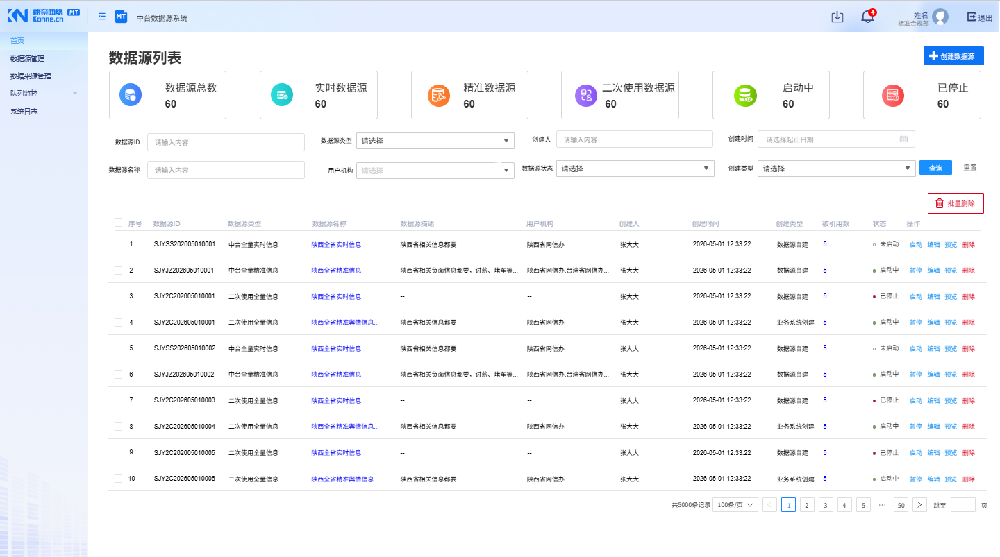 康奈网络 MT
Konne.cn
MT 中台数据源系统
4
姓名
标准合规部
退出
首页
数据源管理
数据来源管理
队列监控
系统日志
数据源列表
创建数据源
数据源总数
60
实时数据源
60
精准数据源
60
二次使用数据源
60
启动中
60
已停止
60
数据源ID 请输入内容 数据源类型 请选择 创建人 请输入内容 创建时间 请选择起止日期
数据源名称 请输入内容 用户机构 请选择 数据源状态 请选择 创建类型 请选择 查询 重置
批量删除
序号 数据源ID 数据源类型 数据源名称 数据源描述 用户机构 创建人 创建时间 创建类型 被引用数 状态 操作
1 SJYSS202605010001 中台全量实时信息 陕西全省实时信息 陕西省相关信息都要 陕西省网信办 张大大 2026-05-01 12:33:22 数据源自建 5 未启动 启动 编辑 预览 删除
2 SJYJZ202605010001 中台全量精准信息 陕西全省精准信息 陕西省相关负面信息都要，讨薪、堵车等... 陕西省网信办,台湾省网信办... 张大大 2026-05-01 12:33:22 数据源自建 5 启动中 暂停 编辑 预览 删除
3 SJY2C202605010001 二次使用全量信息 陕西全省实时信息 -- -- 张大大 2026-05-01 12:33:22 数据源自建 5 已停止 启动 编辑 预览 删除
4 SJY2C202605010001 二次使用全量信息 陕西全省精准舆情信息... 陕西省相关信息都要 陕西省网信办 张大大 2026-05-01 12:33:22 业务系统创建 5 启动中 暂停 编辑 预览 删除
5 SJYSS202605010002 中台全量实时信息 陕西全省实时信息 陕西省相关信息都要 陕西省网信办 张大大 2026-05-01 12:33:22 数据源自建 5 未启动 启动 编辑 预览 删除
6 SJYJZ202605010002 中台全量精准信息 陕西全省精准信息 陕西省相关负面信息都要，讨薪、堵车等... 陕西省网信办,台湾省网信办... 张大大 2026-05-01 12:33:22 数据源自建 5 启动中 暂停 编辑 预览 删除
7 SJY2C202605010003 二次使用全量信息 陕西全省实时信息 -- -- 张大大 2026-05-01 12:33:22 数据源自建 5 已停止 启动 编辑 预览 删除
8 SJY2C202605010004 二次使用全量信息 陕西全省精准舆情信息... 陕西省相关信息都要 陕西省网信办 张大大 2026-05-01 12:33:22 业务系统创建 5 启动中 暂停 编辑 预览 删除
9 SJY2C202605010005 二次使用全量信息 陕西全省实时信息 -- -- 张大大 2026-05-01 12:33:22 数据源自建 5 已停止 启动 编辑 预览 删除
10 SJY2C202605010006 二次使用全量信息 陕西全省精准舆情信息... 陕西省相关信息都要 陕西省网信办 张大大 2026-05-01 12:33:22 业务系统创建 5 启动中 暂停 编辑 预览 删除
共5000条记录 100条/页 1 2 3 4 5 ··· 50 跳至 页